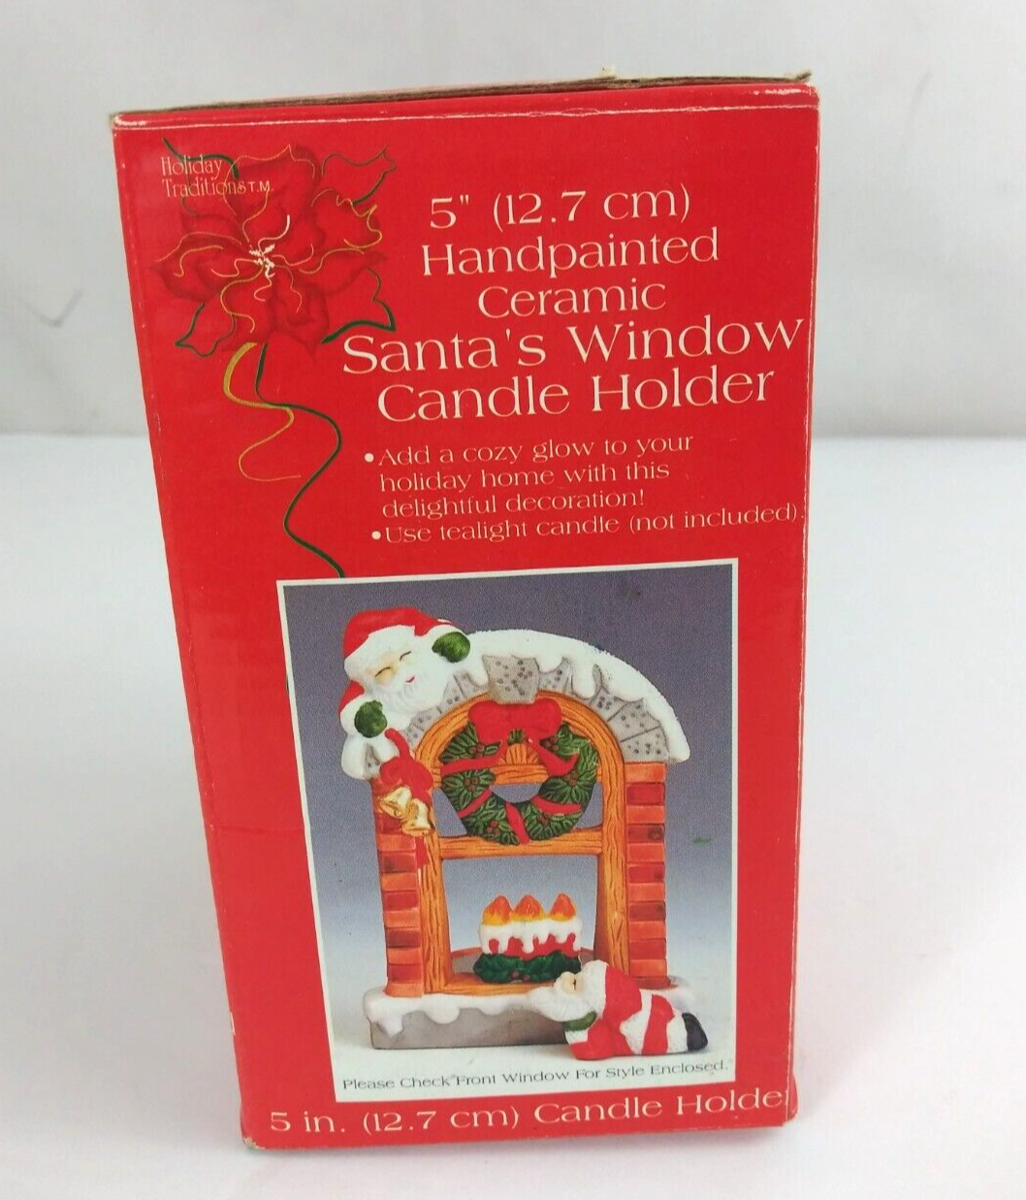 Holiday
Traditions T.M.
5" (12.7 cm)
Handpainted
Ceramic
Santa's Window
Candle Holder
•Add a cozy glow to your
holiday home with this
delightful decoration!
•Use tealight candle (not included).
Please Check Front Window For Style Enclosed.
5 in. (12.7 cm) Candle Holde